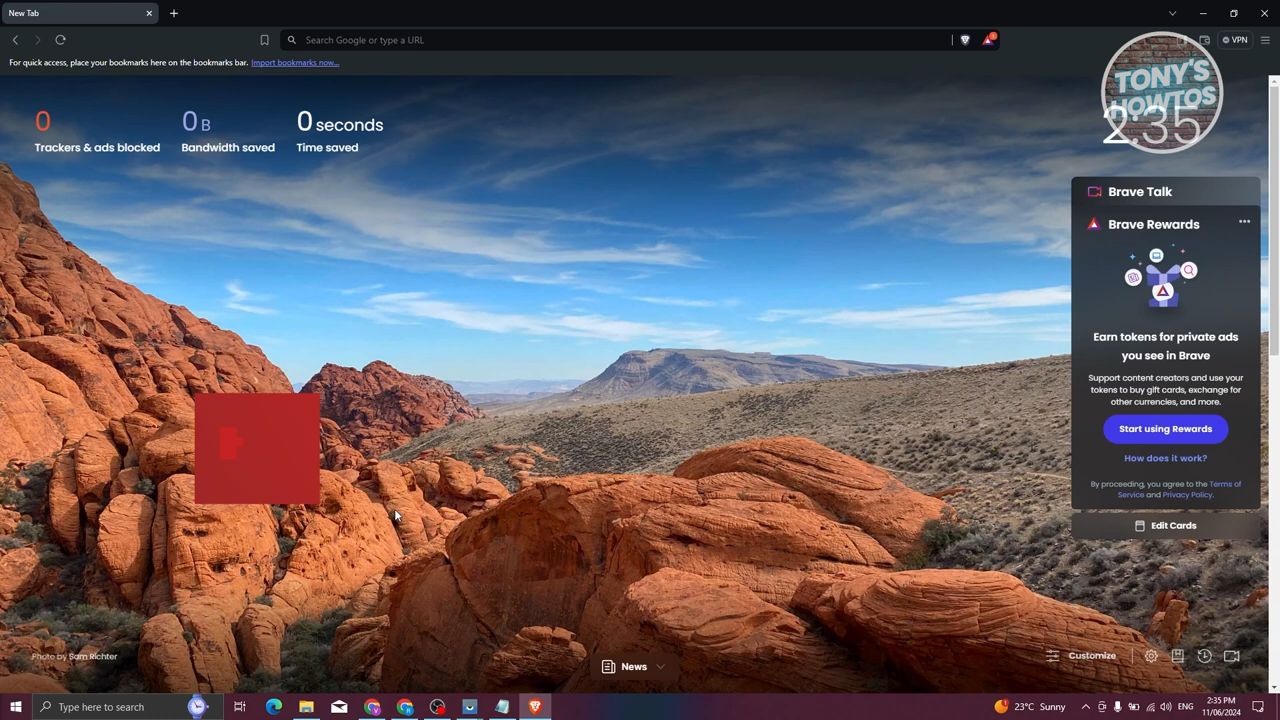 New Tab
Search Google or type a URL
VPN
For quick access, place your bookmarks here on the bookmarks bar. Import bookmarks now...
TONY'S
HOWTOS
2:35
0
Trackers & ads blocked
0 B
Bandwidth saved
0 seconds
Time saved
Brave Talk
Brave Rewards
Earn tokens for private ads
you see in Brave
Support content creators and use your
tokens to buy gift cards, exchange for
other currencies, and more.
Start using Rewards
How does it work?
By proceeding, you agree to the Terms of
Service and Privacy Policy.
Edit Cards
Photo by Sam Richter
News
Customize
Type here to search
23°C Sunny
ENG
2:35 PM
11/06/2024